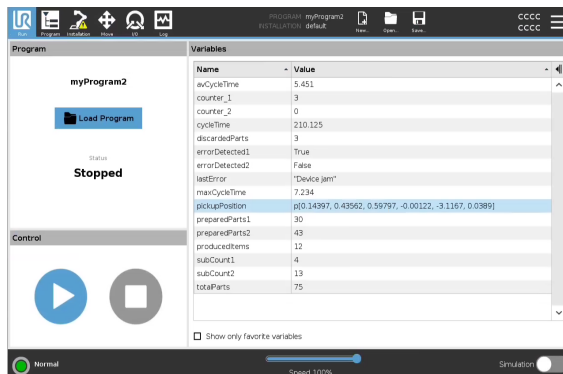 UR
PROGRAM myProgram2
INSTALLATION default
CCCC
CCCC
Run Program Installation Move I/O Log New... Open... Save...
Program
myProgram2
Load Program
Status
Stopped
Control
Variables
Name Value
avCycleTime 5.451
counter_1 3
counter_2 0
cycleTime 210.125
discardedParts 3
errorDetected1 True
errorDetected2 False
lastError "Device jam"
maxCycleTime 7.234
pickupPosition p[0.14397, 0.43562, 0.59797, -0.00122, -3.1167, 0.0389]
preparedParts1 30
preparedParts2 43
producedItems 12
subCount1 4
subCount2 13
totalParts 75
Show only favorite variables
Normal
Speed 100%
Simulation